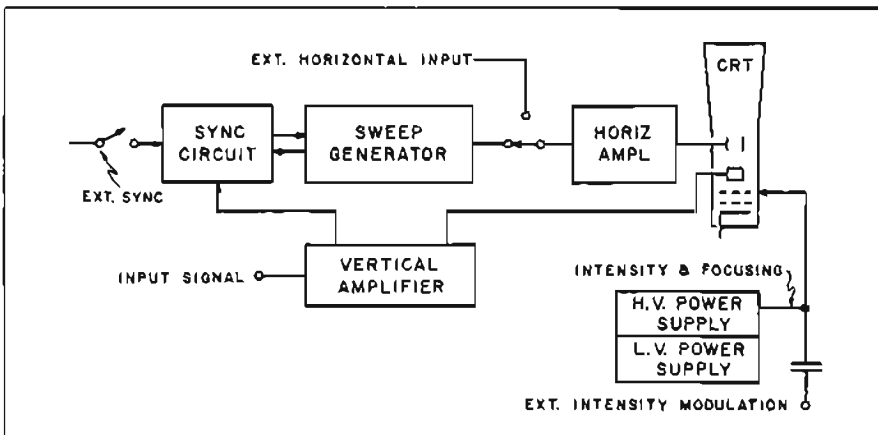 EXT. HORIZONTAL INPUT
CRT
SYNC
CIRCUIT
SWEEP
GENERATOR
HORIZ
AMPL
EXT. SYNC
INPUT SIGNAL
VERTICAL
AMPLIFIER
INTENSITY & FOCUSING
H.V. POWER
SUPPLY
L.V. POWER
SUPPLY
EXT. INTENSITY MODULATION